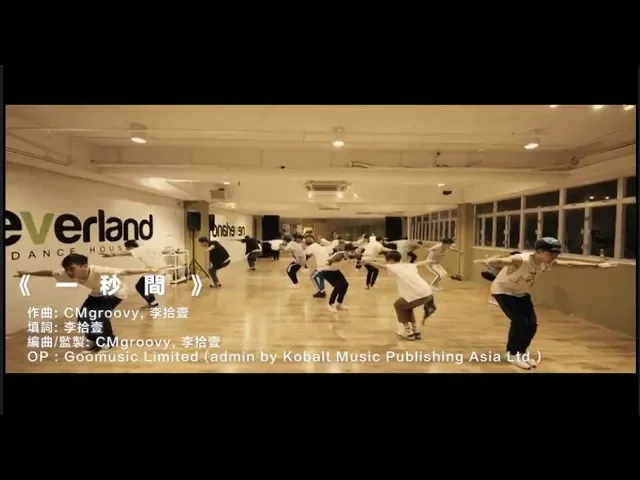 everland
DANCE HOUSE
《 一 秒 間 》
作曲: CMgroovy, 李拾壹
填詞: 李拾壹
編曲/監製: CMgroovy, 李拾壹
OP : Goomusic Limited (admin by Kobalt Music Publishing Asia Ltd.)